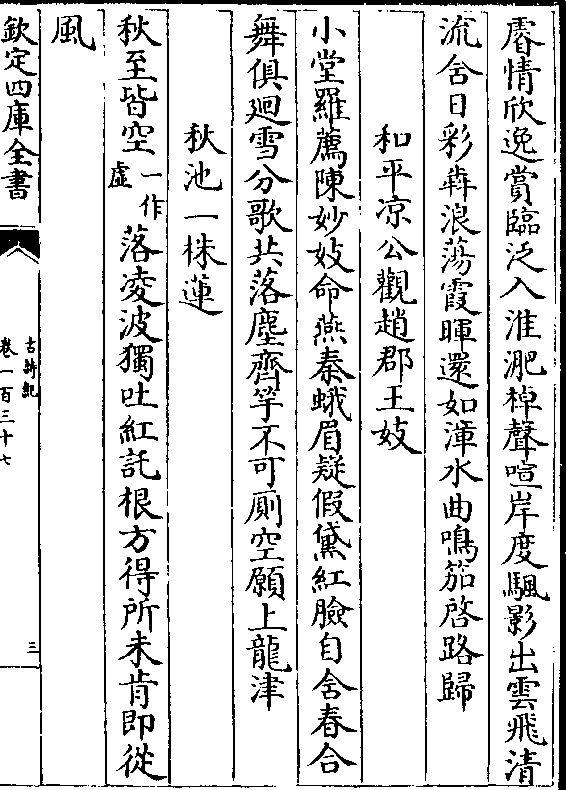 睿情欣逸賞臨泛入淮淝棹聲喧岸度颿影出雲飛清
流含日彩奔浪蕩霞暉還如渾水曲鳴笳啓路歸
和平凉公觀趙郡王妓
小堂羅薦陳妙妓命燕秦蛾眉疑假黛紅臉自含春合
舞俱迴雪分歌共落塵齊竽不可廁空願上龍津
秋池一株蓮
秋至皆空一作虛落凌波獨吐紅託根方得所未肯即從
風
欽定四庫全書
古詩紀
卷一百三十七
三